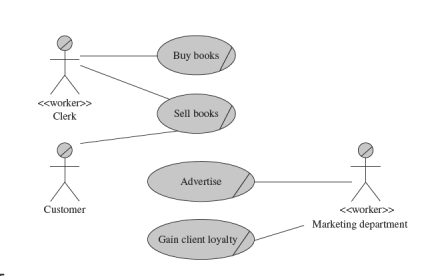 Buy books
<<worker>>
Clerk
Sell books
Customer
Advertise
<<worker>>
Marketing department
Gain client loyalty